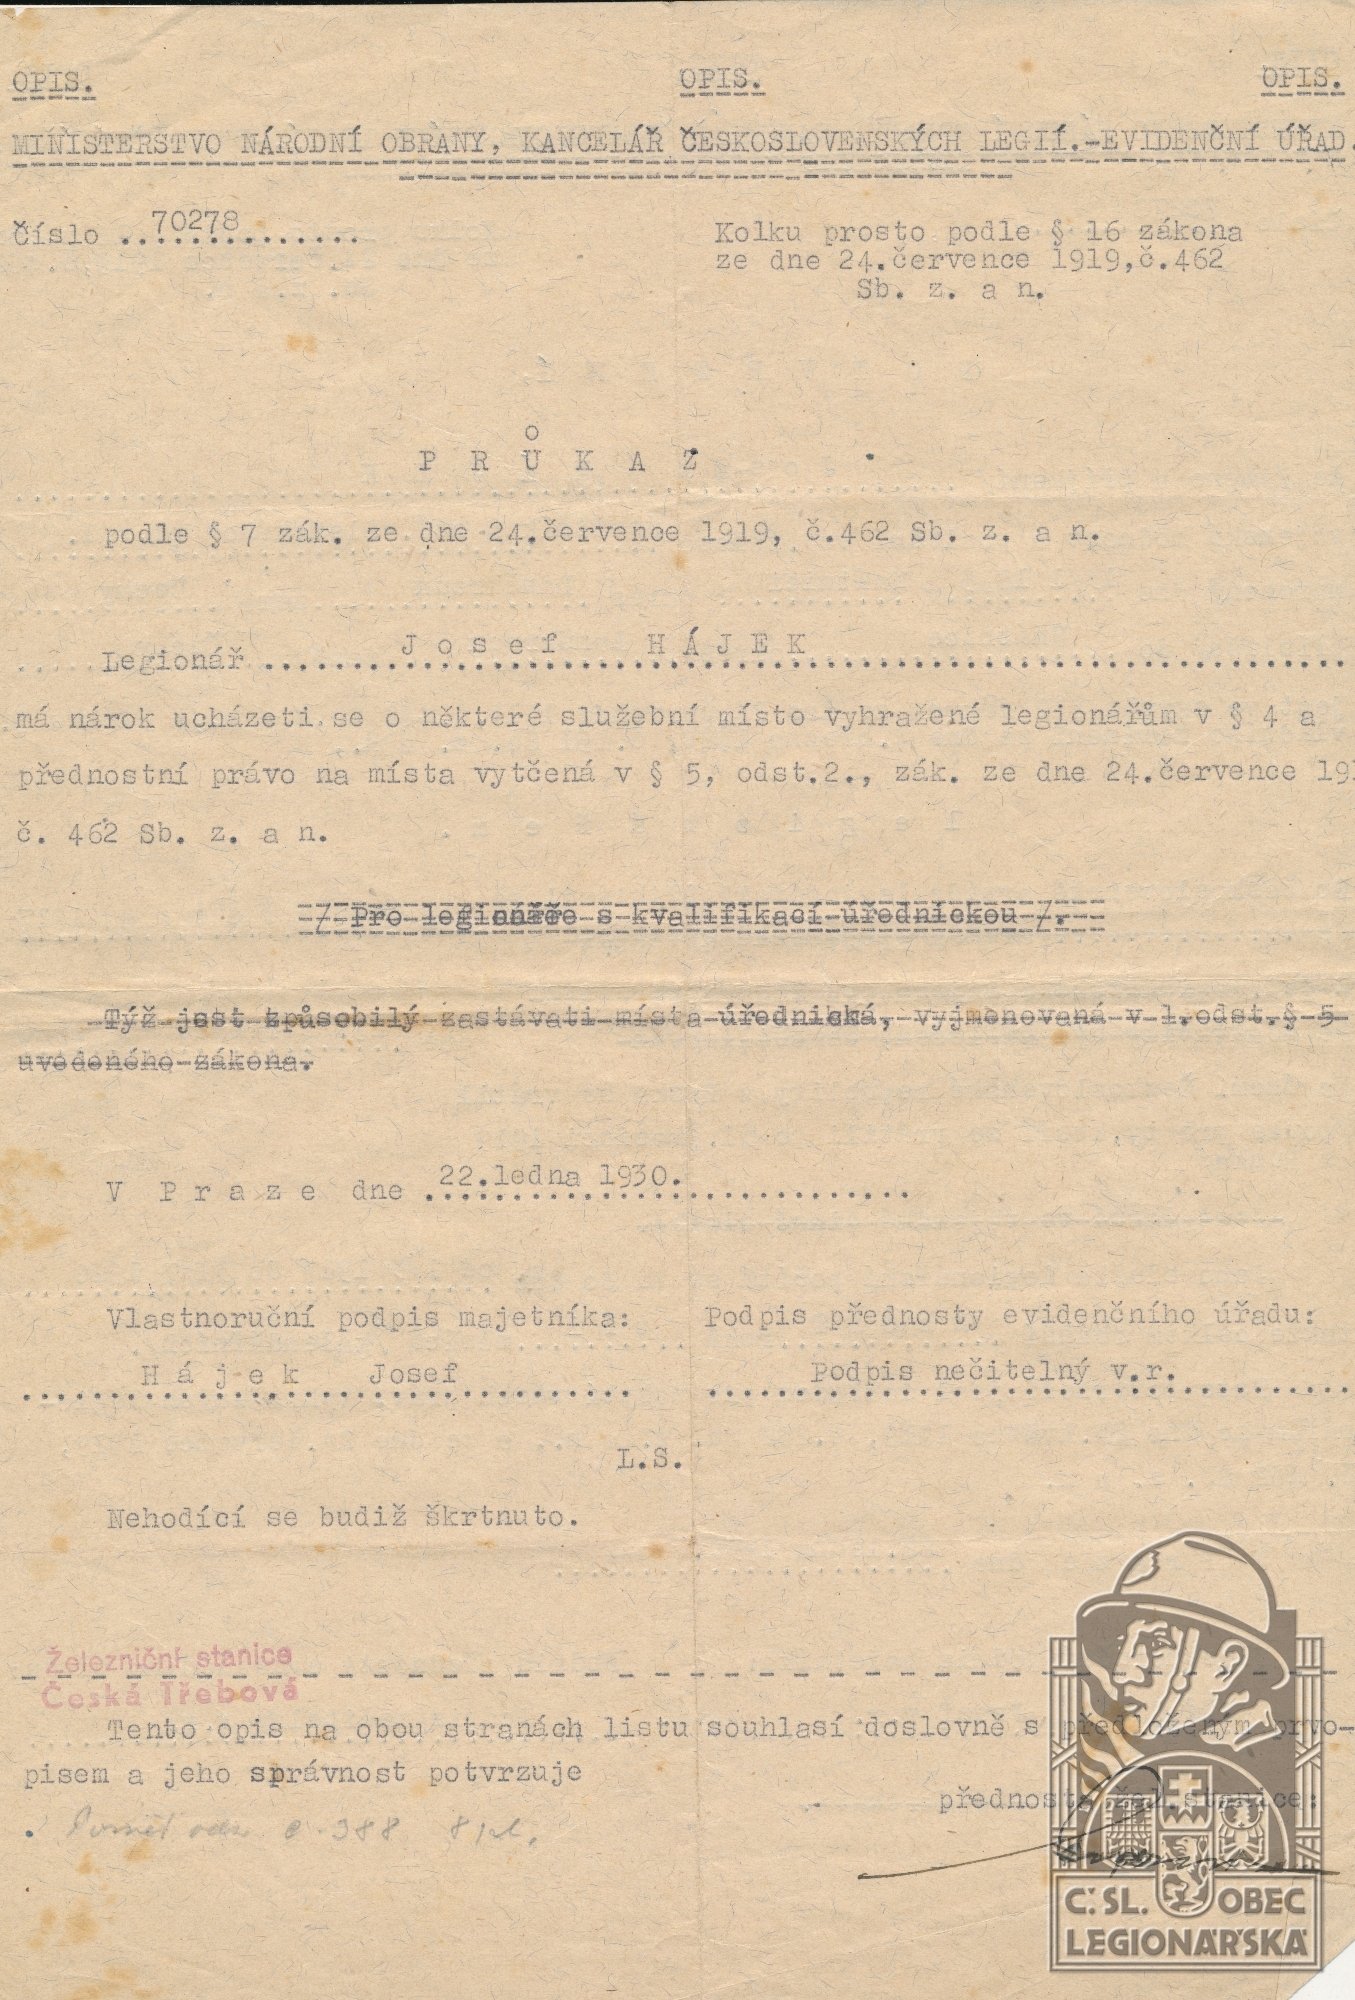 OPIS. OPIS. OPIS.
MINISTERSTVO NÁRODNÍ OBRANY, KANCELÁŘ ČESKOSLOVENSKÝCH LEGIÍ.-EVIDENČNÍ ÚŘAD.
Číslo ..70278..............
Kolku prosto podle § 16 zákona
ze dne 24.července 1919,č.462
Sb. z. a n.
P R Ů K A Z
podle § 7 zák. ze dne 24.července 1919, č.462 Sb. z. a n.
Legionář ........ J o s e f H Á J E K ........
má nárok ucházeti se o některé služební místo vyhražené legionářům v § 4 a
přednostní právo na místa vytčená v § 5, odst.2., zák. ze dne 24.července 19
č. 462 Sb. z. a n.
/ Pro legionáře s kvalifikací úřednickou /.
Týž jest způsobilý zastávati místa úřednická, vyjmenovaná v 1.odst.§ 5
uvedeného zákona.
V P r a z e dne 22.ledna 1930.
Vlastnoruční podpis majetníka: Podpis přednosty evidenčního úřadu:
H á j e k Josef Podpis nečitelný v.r.
L.S.
Nehodící se budiž škrtnuto.
Železniční stanice
Česká Třebová
Tento opis na obou stranách listu souhlasí doslovně s předloženým prvo-
pisem a jeho správnost potvrzuje
přednosta žel.stanice:
388
Č.SL. OBEC
LEGIONÁŘSKÁ